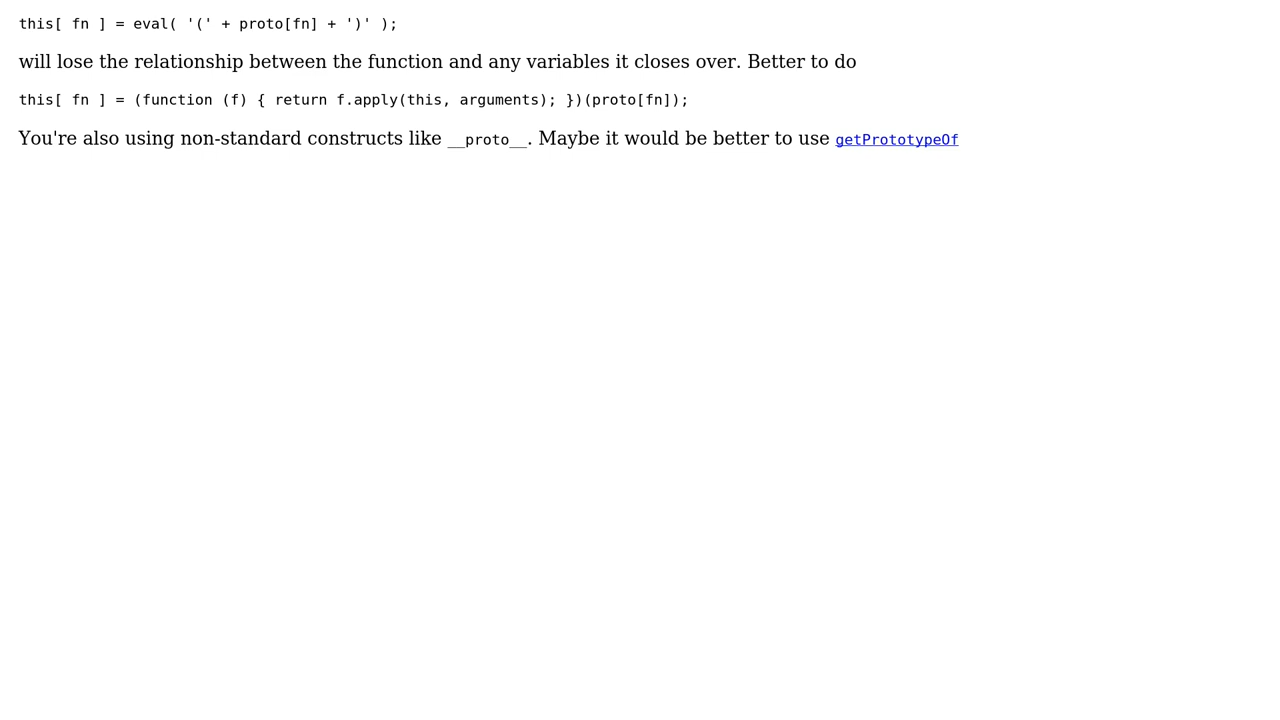 this[ fn ] = eval( '(' + proto[fn] + ')' );
will lose the relationship between the function and any variables it closes over. Better to do
this[ fn ] = (function (f) { return f.apply(this, arguments); })(proto[fn]);
You're also using non-standard constructs like __proto__. Maybe it would be better to use getPrototypeOf